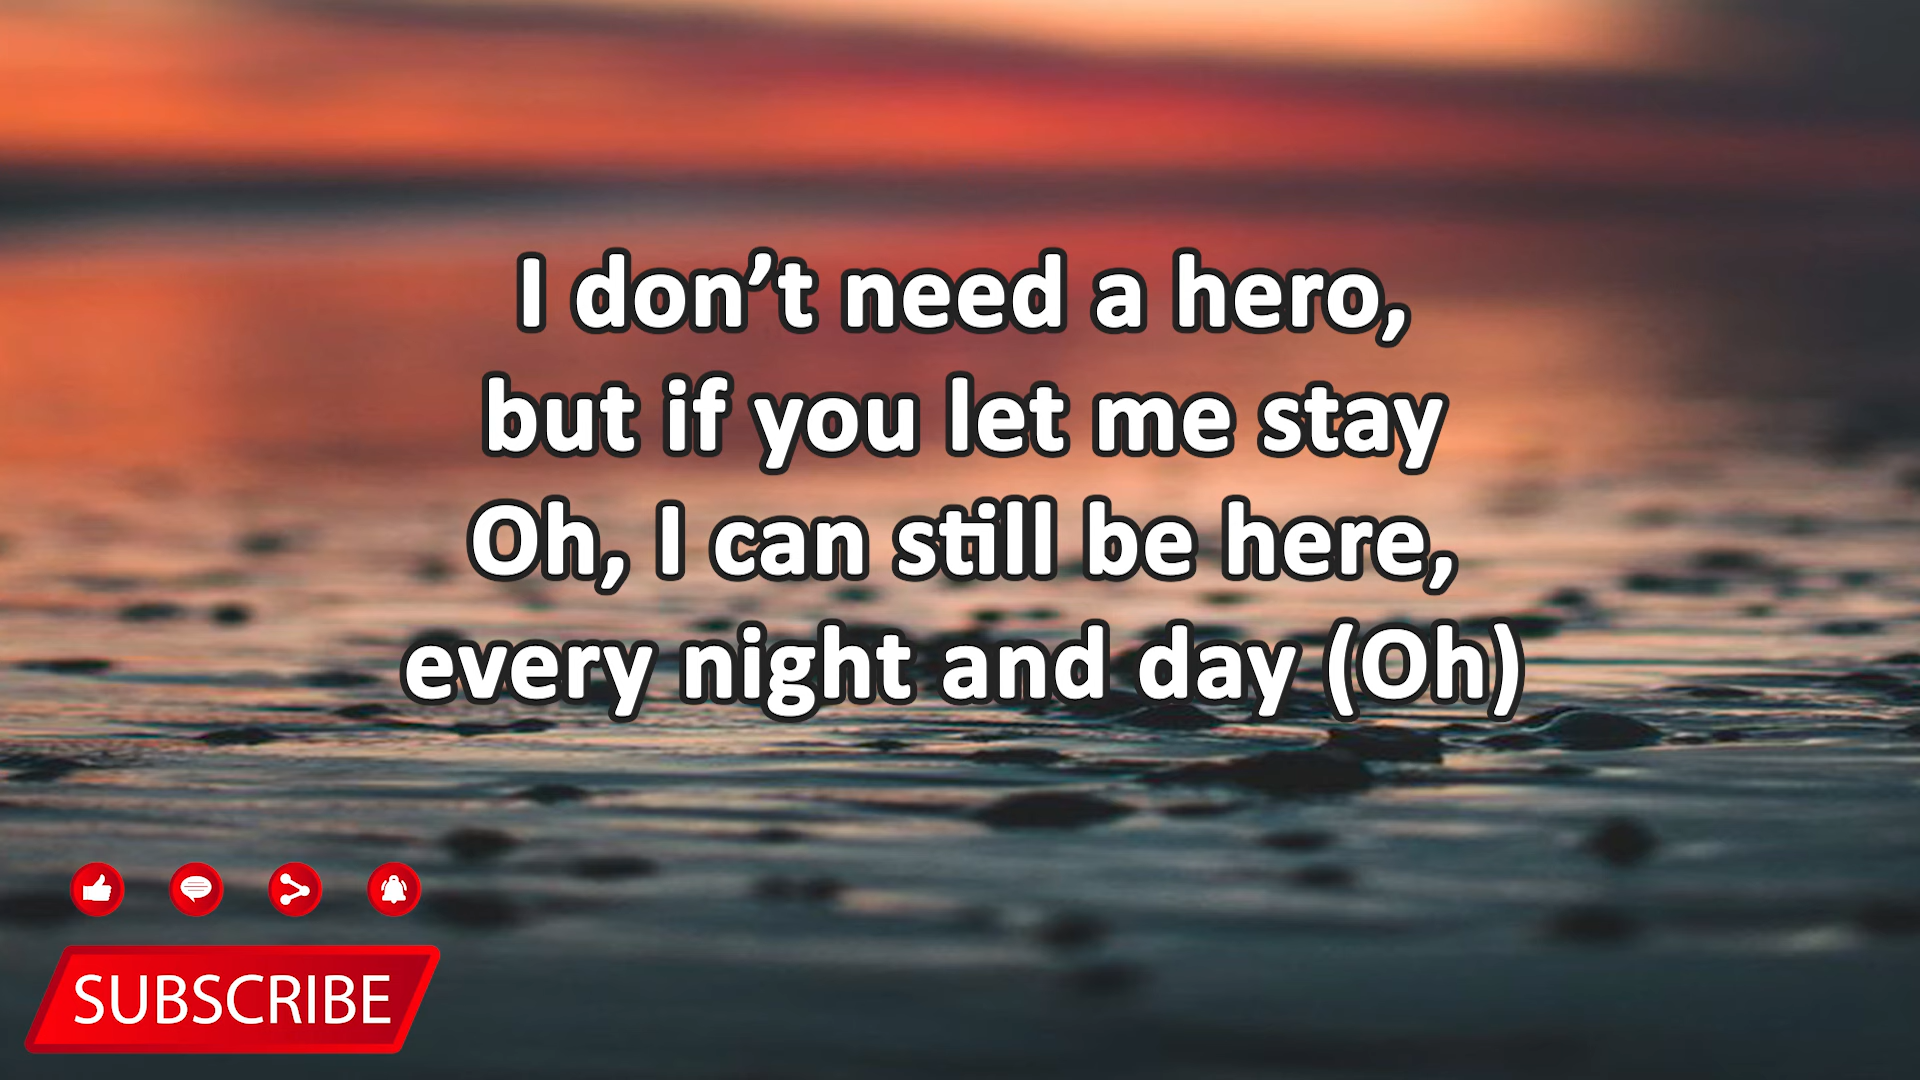 I don’t need a hero,
but if you let me stay
Oh, I can still be here,
every night and day (Oh)
SUBSCRIBE